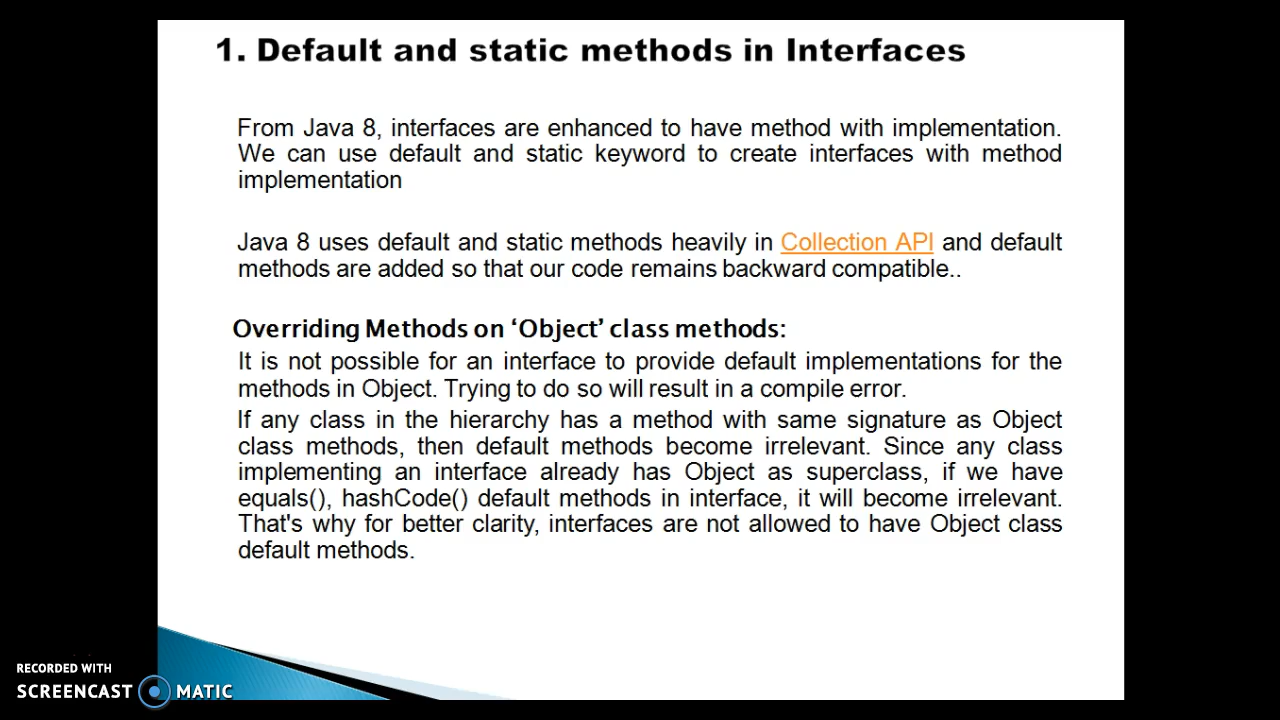 1. Default and static methods in Interfaces
From Java 8, interfaces are enhanced to have method with implementation.
We can use default and static keyword to create interfaces with method
implementation
Java 8 uses default and static methods heavily in Collection API and default
methods are added so that our code remains backward compatible..
Overriding Methods on ‘Object’ class methods:
It is not possible for an interface to provide default implementations for the
methods in Object. Trying to do so will result in a compile error.
If any class in the hierarchy has a method with same signature as Object
class methods, then default methods become irrelevant. Since any class
implementing an interface already has Object as superclass, if we have
equals(), hashCode() default methods in interface, it will become irrelevant.
That's why for better clarity, interfaces are not allowed to have Object class
default methods.
RECORDED WITH
SCREENCAST MATIC